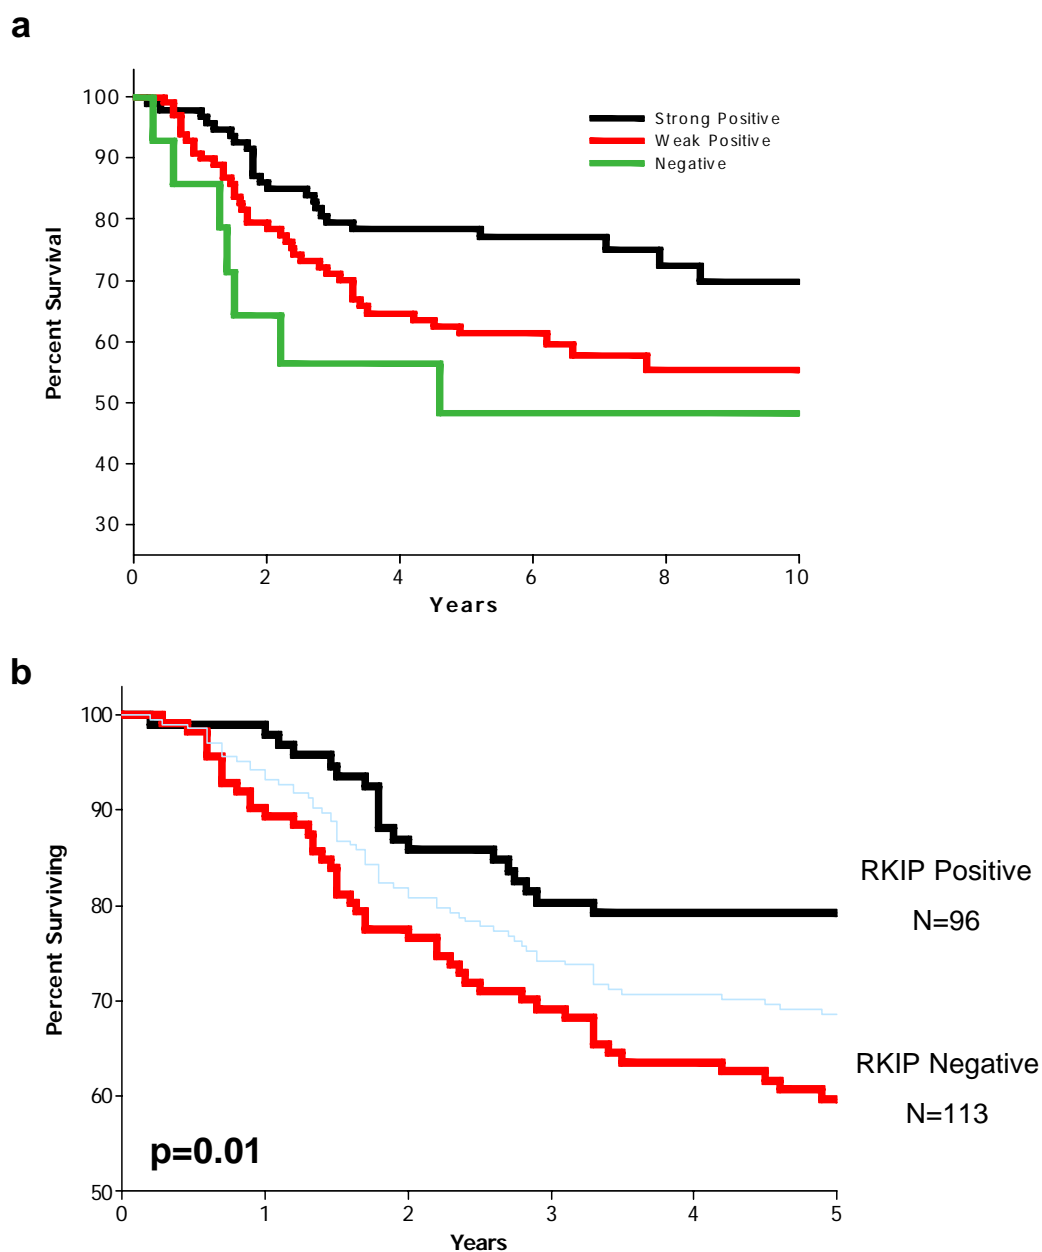 a
100
90
80
70
60
50
40
30
Percent Survival
Strong Positive
Weak Positive
Negative
0 2 4 6 8 10
Years
b
100
90
80
70
60
50
Percent Surviving
RKIP Positive
N=96
RKIP Negative
N=113
p=0.01
0 1 2 3 4 5
Years